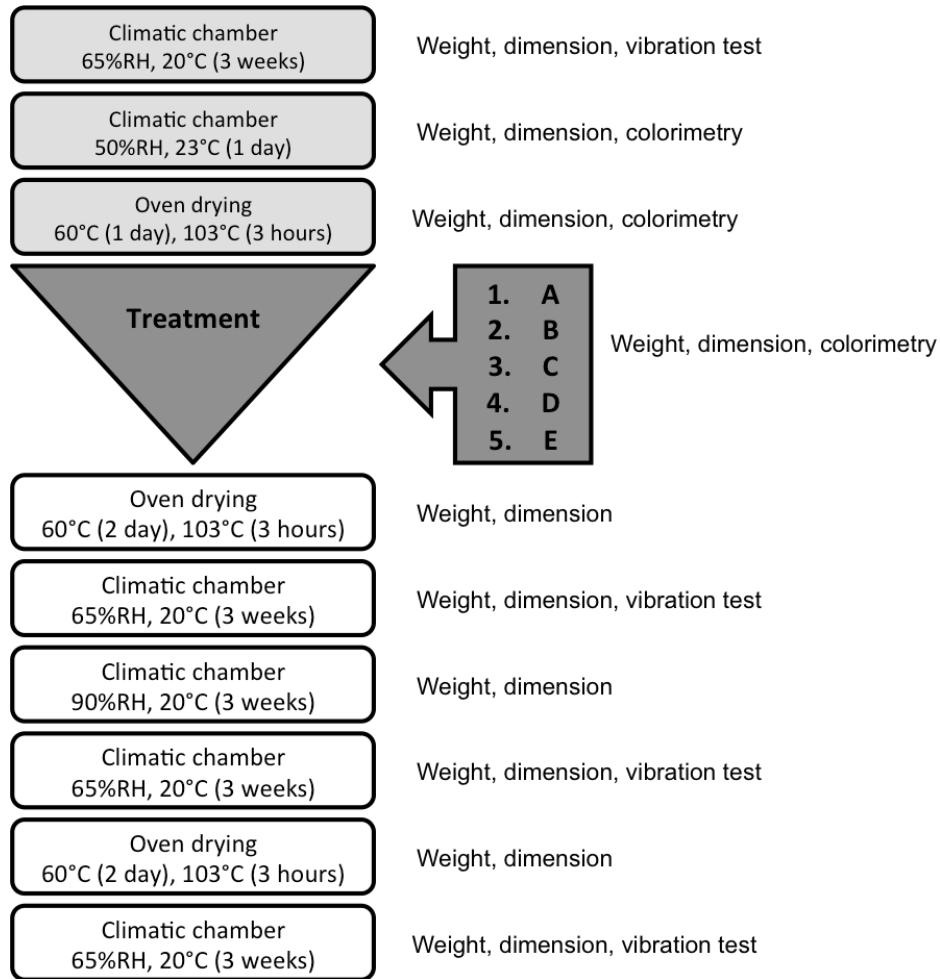 Climatic chamber
65%RH, 20°C (3 weeks)
Weight, dimension, vibration test
Climatic chamber
50%RH, 23°C (1 day)
Weight, dimension, colorimetry
Oven drying
60°C (1 day), 103°C (3 hours)
Weight, dimension, colorimetry
Treatment
1. A
2. B
3. C
4. D
5. E
Weight, dimension, colorimetry
Oven drying
60°C (2 day), 103°C (3 hours)
Weight, dimension
Climatic chamber
65%RH, 20°C (3 weeks)
Weight, dimension, vibration test
Climatic chamber
90%RH, 20°C (3 weeks)
Weight, dimension
Climatic chamber
65%RH, 20°C (3 weeks)
Weight, dimension, vibration test
Oven drying
60°C (2 day), 103°C (3 hours)
Weight, dimension
Climatic chamber
65%RH, 20°C (3 weeks)
Weight, dimension, vibration test